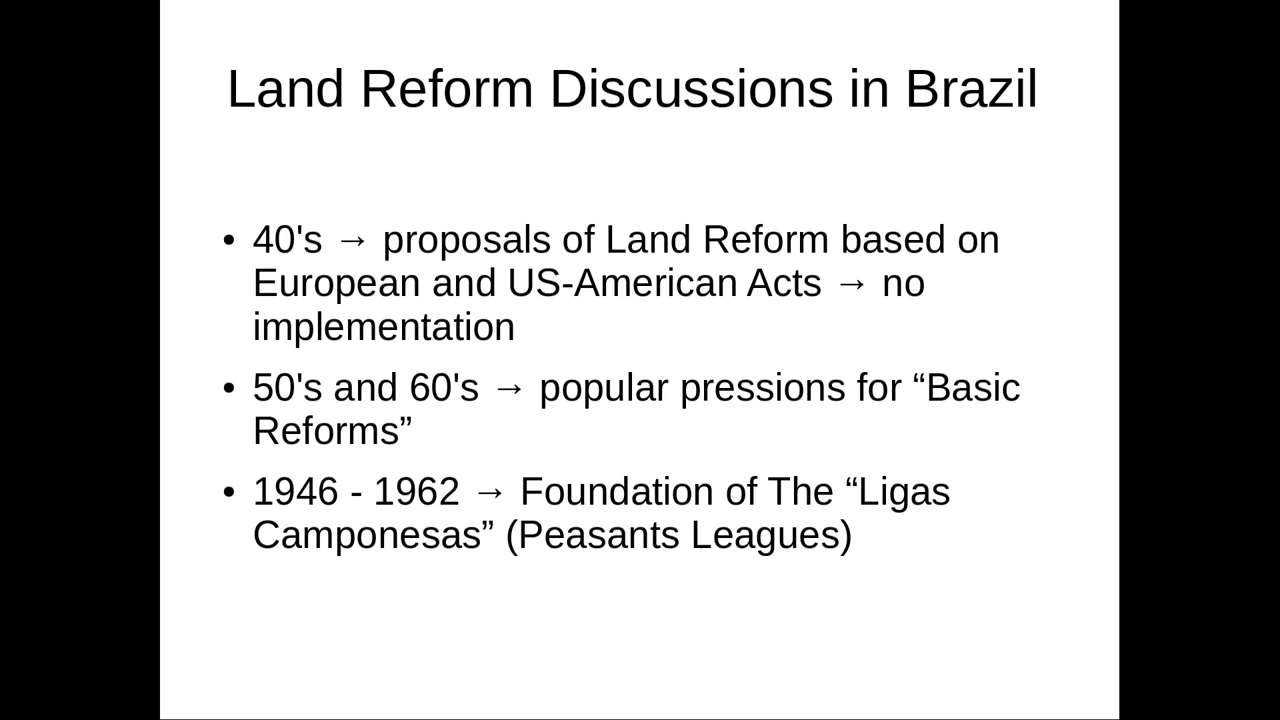 Land Reform Discussions in Brazil
• 40's → proposals of Land Reform based on
European and US-American Acts → no
implementation
• 50's and 60's → popular pressions for “Basic
Reforms”
• 1946 - 1962 → Foundation of The “Ligas
Camponesas” (Peasants Leagues)